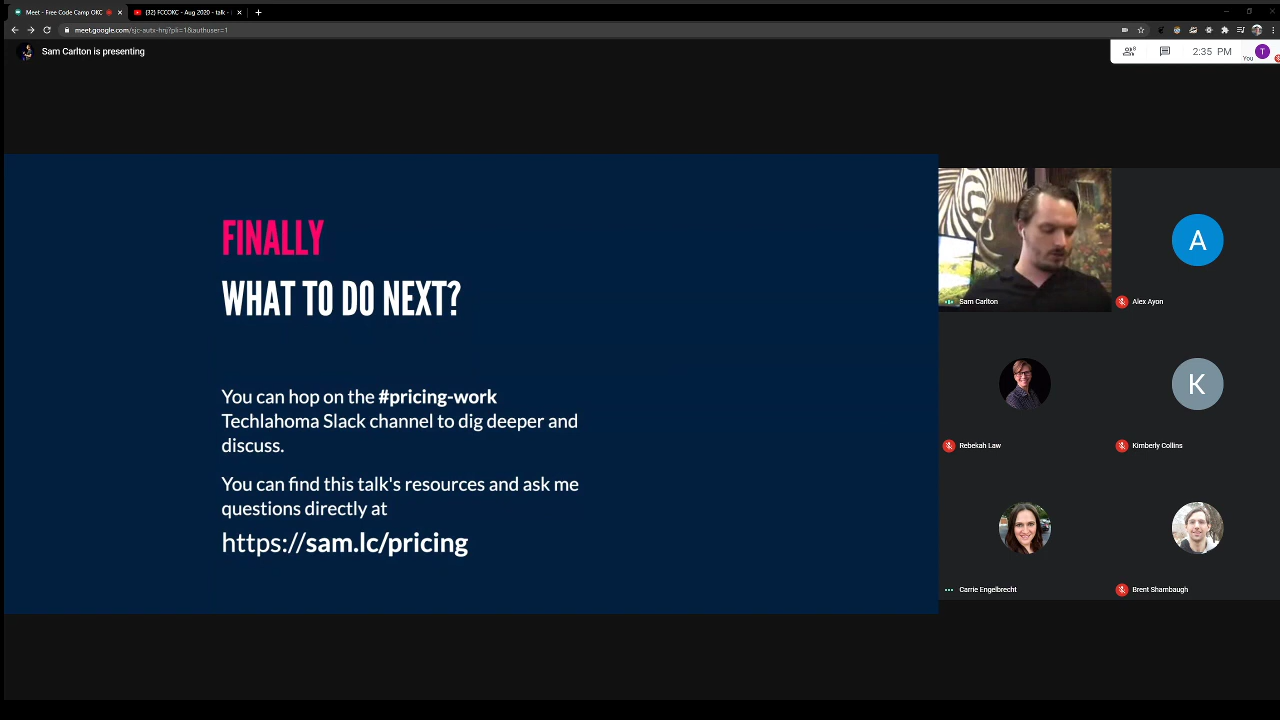 Meet - Free Code Camp OKC
(32) FCCOKC - Aug 2020 - talk -
meet.google.com/sjc-autx-hnj?pli=1&authuser=1
Sam Carlton is presenting
2:35 PM
You
T
FINALLY
WHAT TO DO NEXT?
You can hop on the #pricing-work
Techlahoma Slack channel to dig deeper and
discuss.
You can find this talk's resources and ask me
questions directly at
https://sam.lc/pricing
Sam Carlton
A
Alex Ayon
Rebekah Law
K
Kimberly Collins
Carrie Engelbrecht
Brent Shambaugh